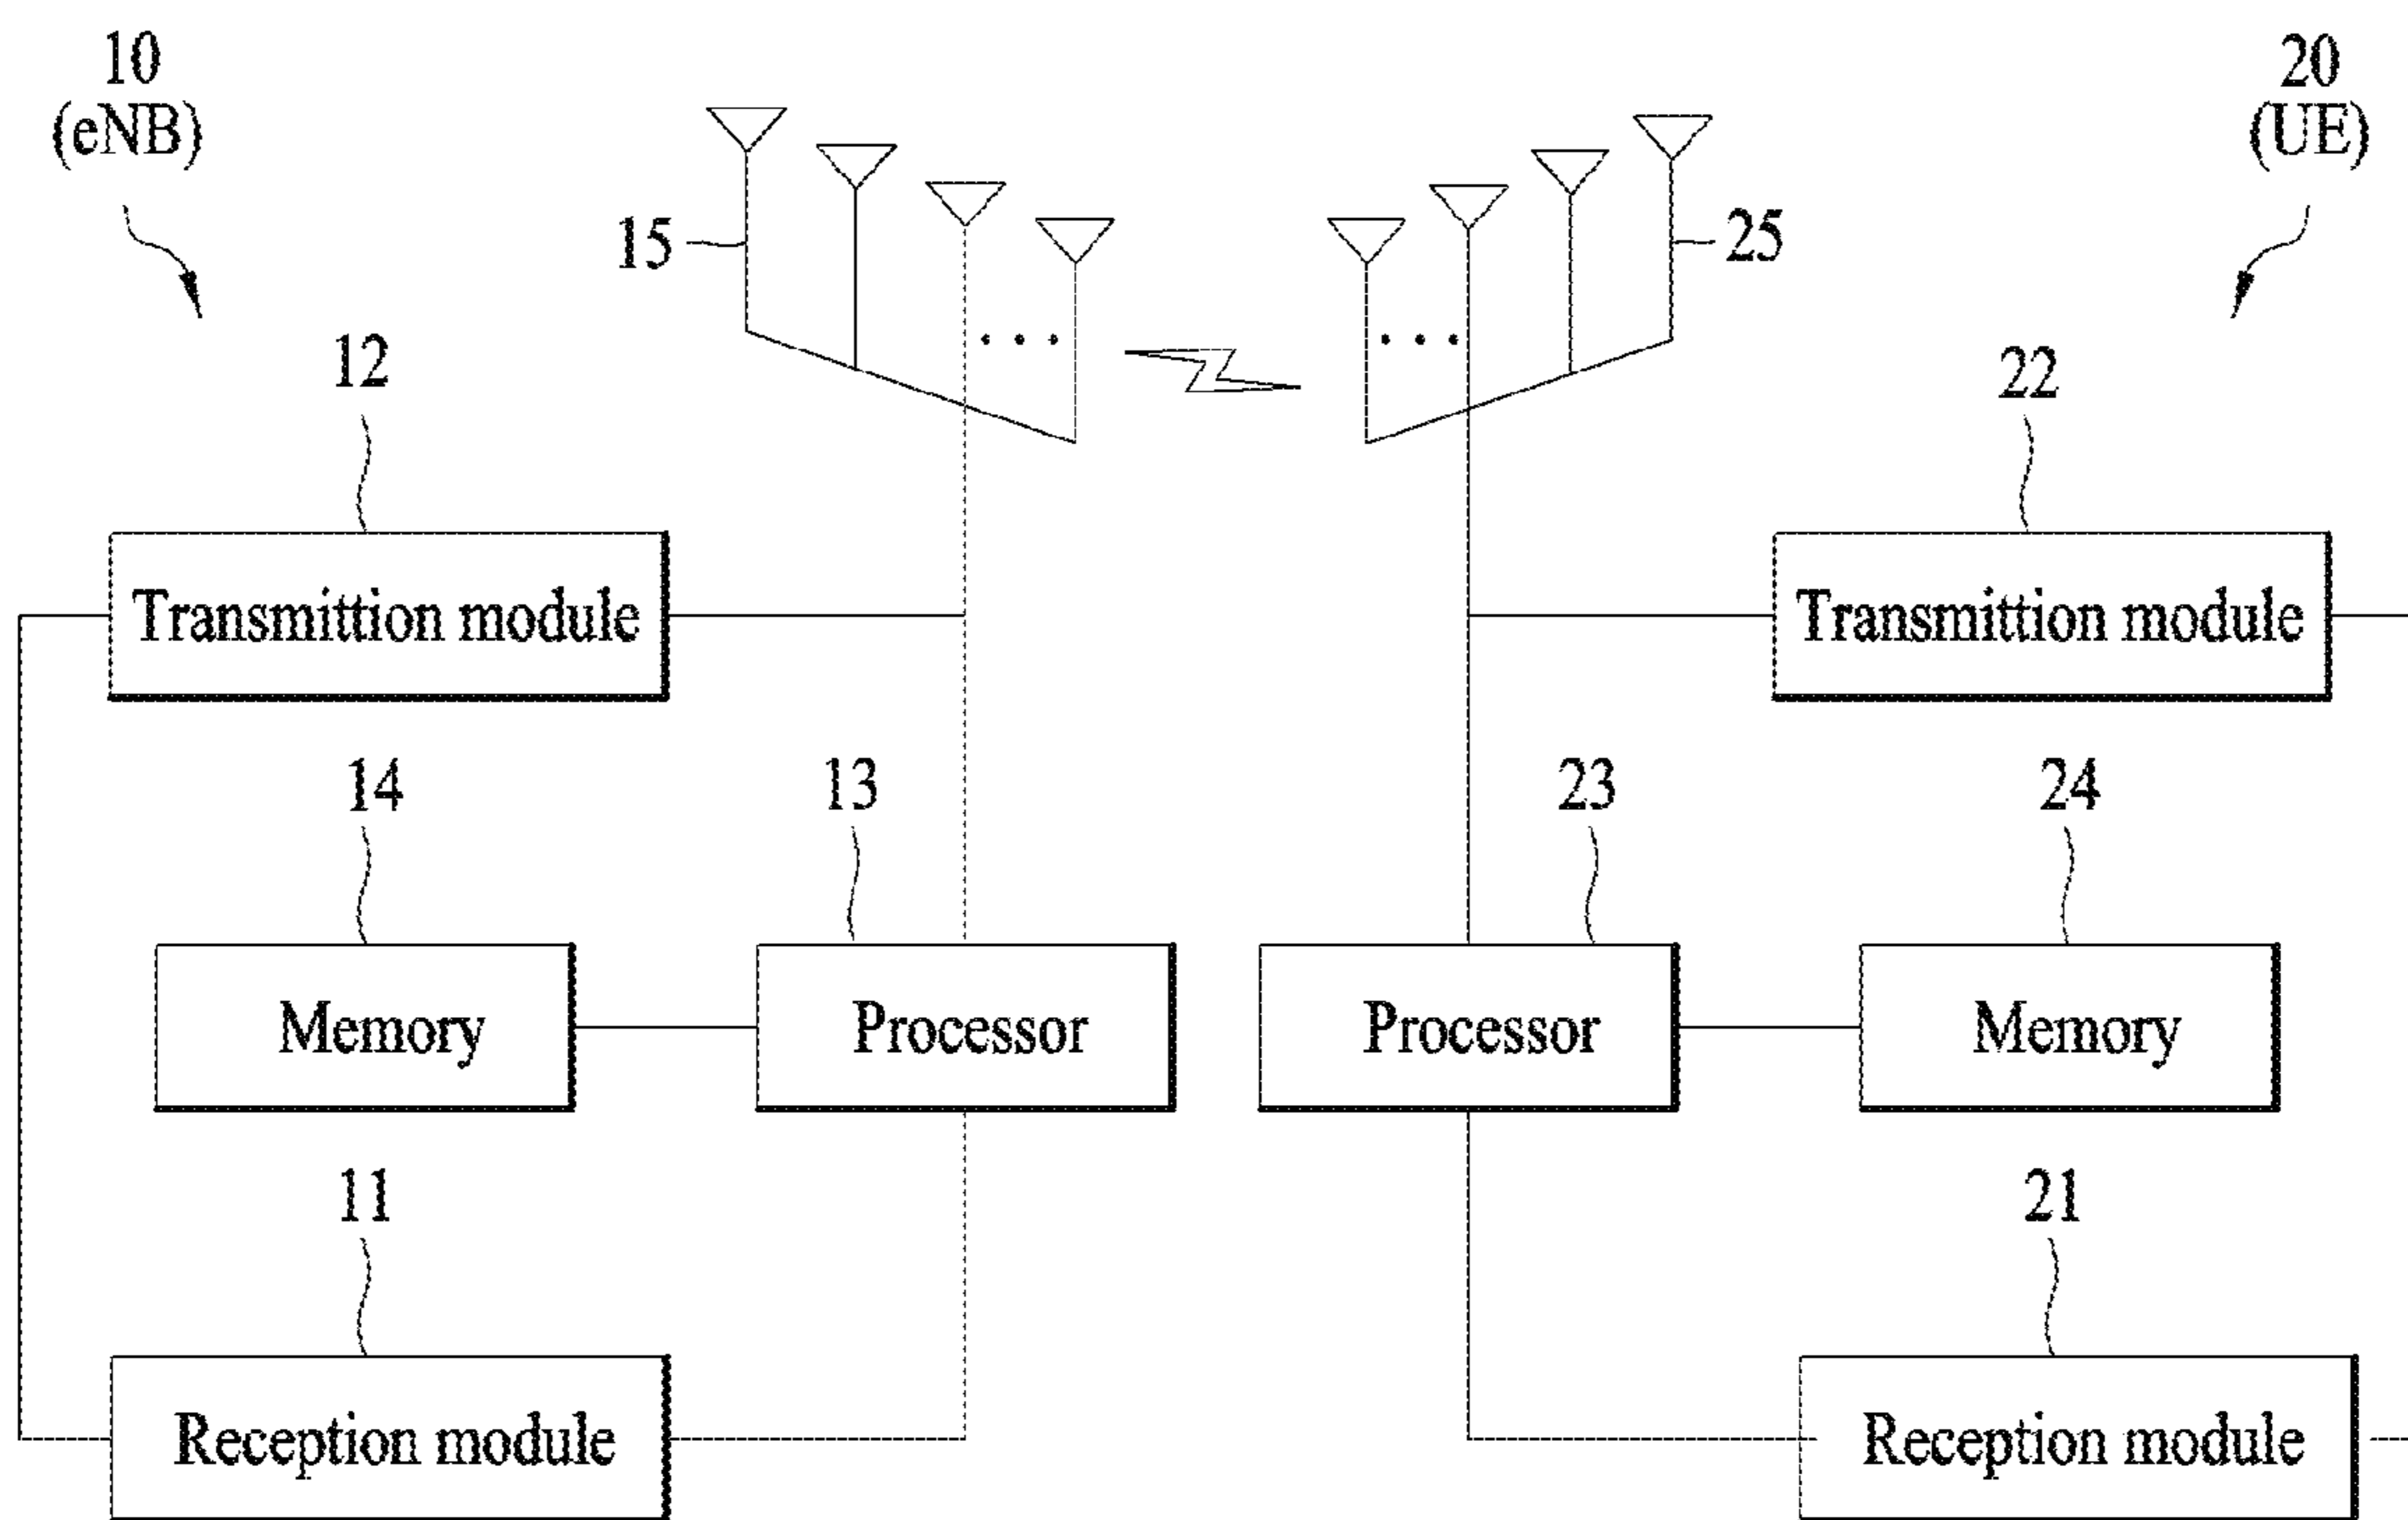 10
(eNB)
20
(UE)
15
25
12
22
Transmittion module
Transmittion module
14
13
23
24
Memory
Processor
Processor
Memory
11
21
Reception module
Reception module